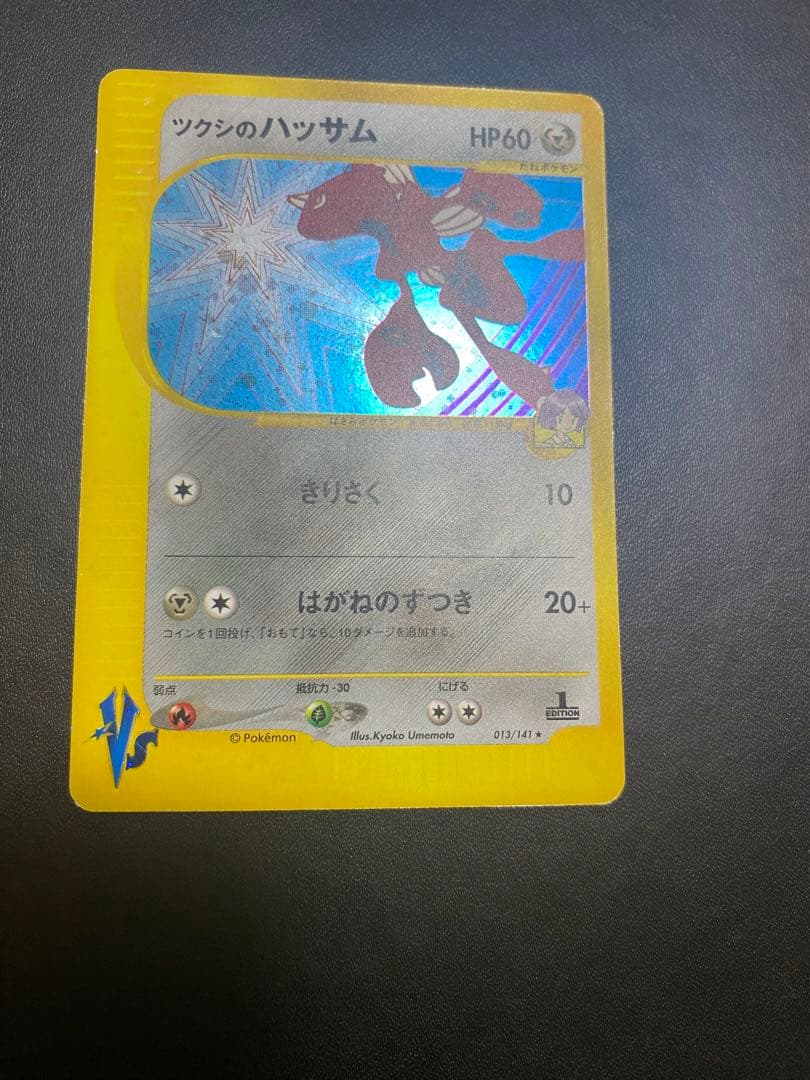 ツクシのハッサム HP60
たねポケモン
きりさく 10
はがねのずつき 20+
コインを1回投げ、「おもて」なら、10ダメージを追加する。
弱点 抵抗力 -30 にげる
1
EDITION
VS
© Pokémon Illus.Kyoko Umemoto 013/141 ★